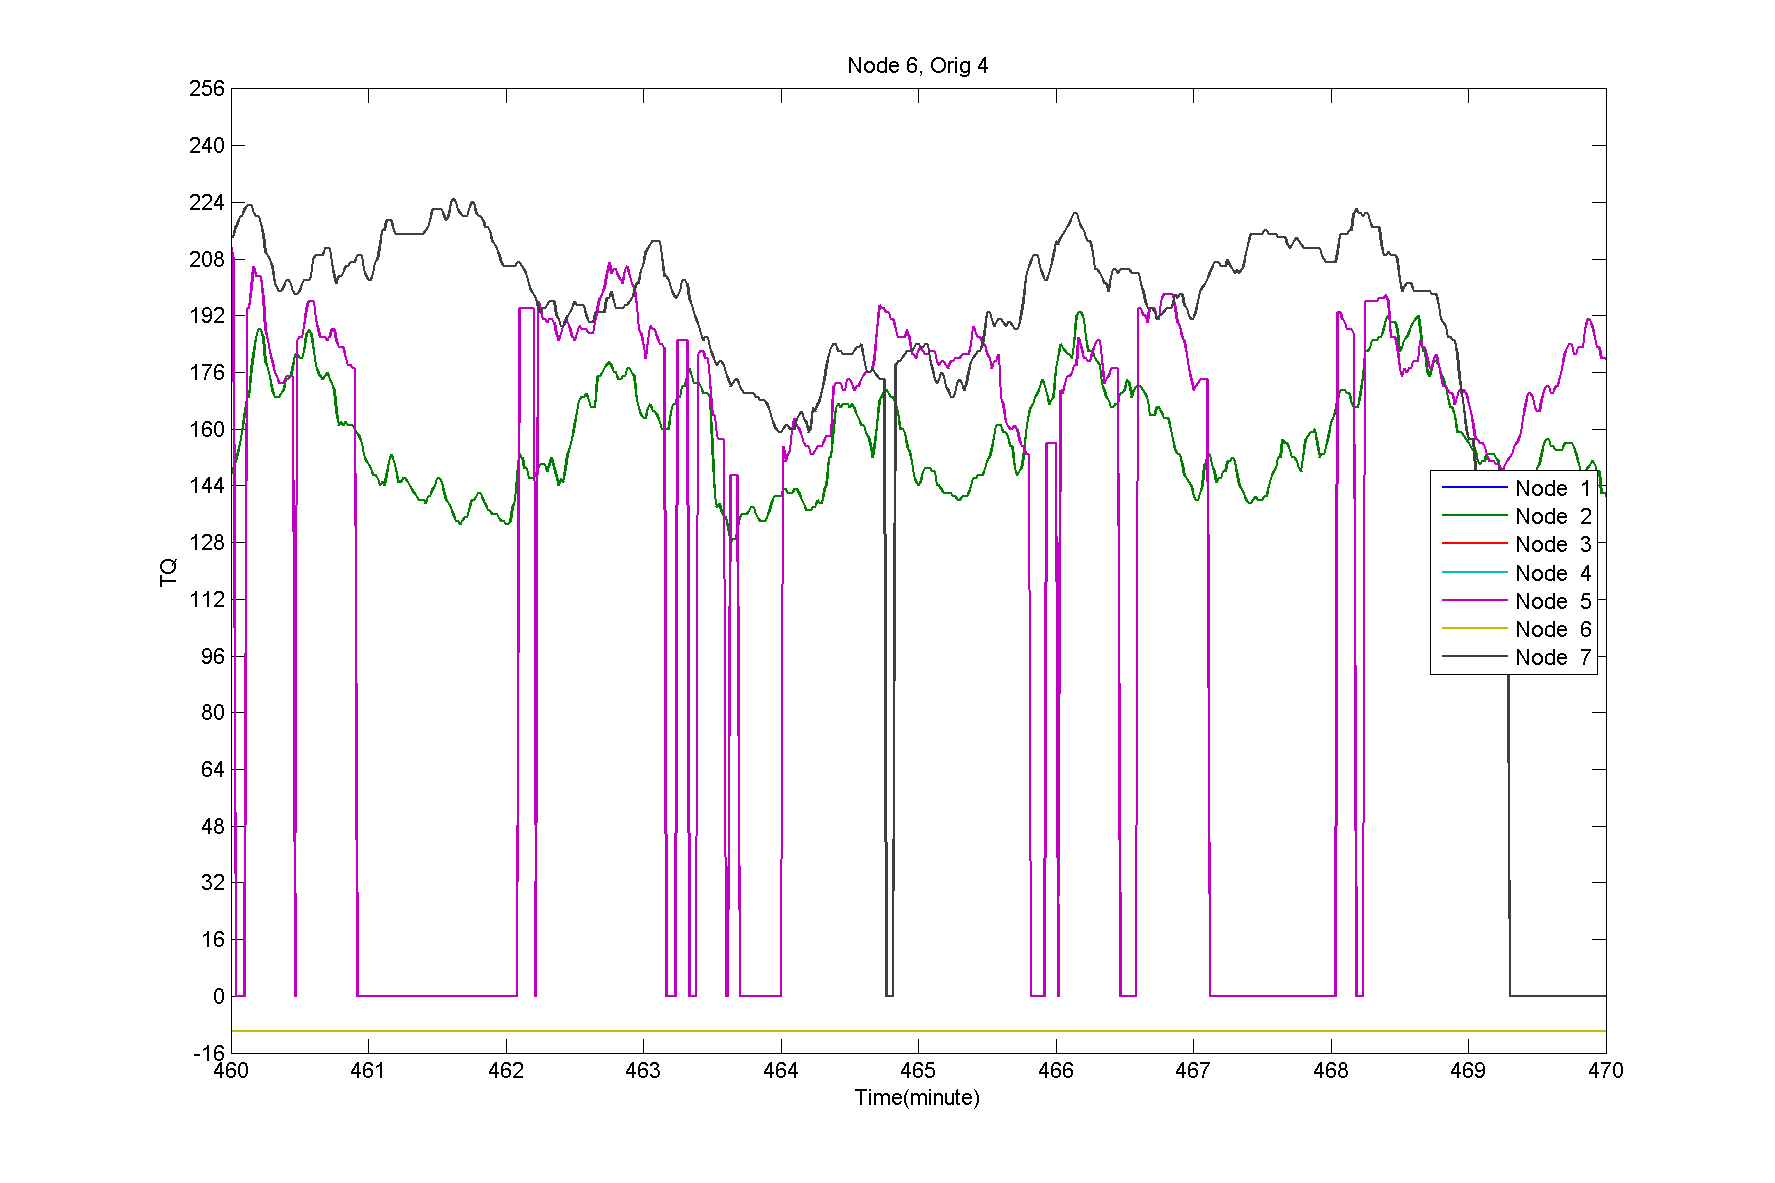 Node 6, Orig 4
256
240
224
208
192
176
160
144
128
112
96
80
64
48
32
16
0
-16
TQ
460 461 462 463 464 465 466 467 468 469 470
Time(minute)
Node 1
Node 2
Node 3
Node 4
Node 5
Node 6
Node 7